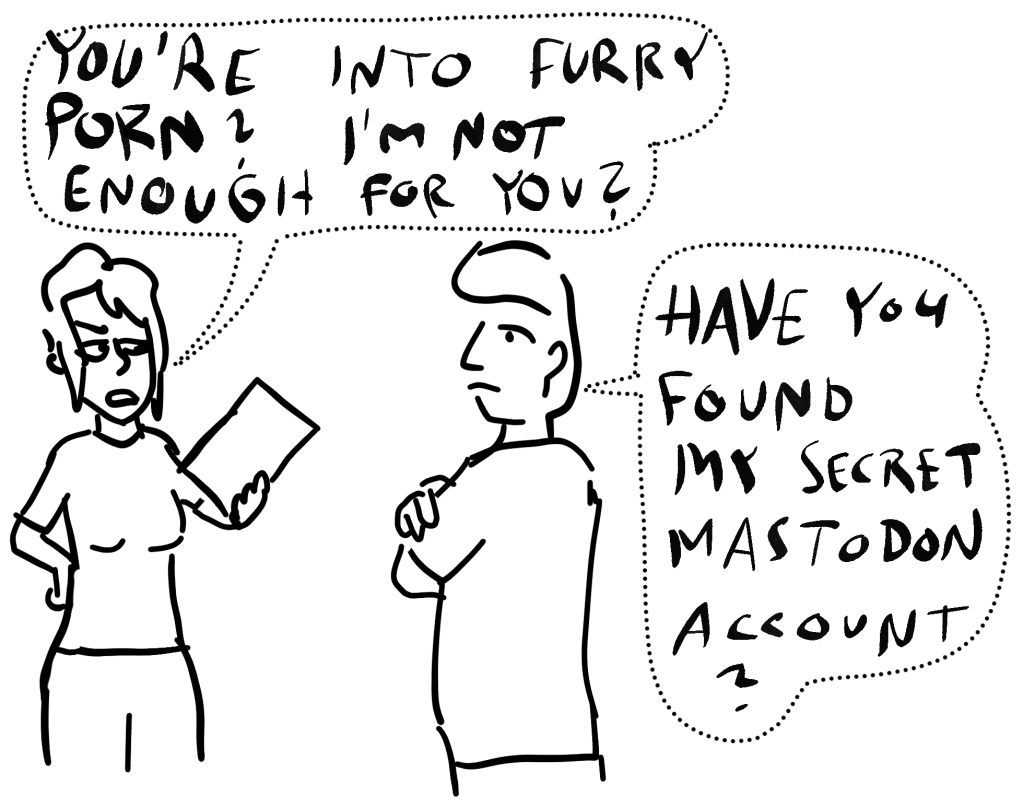 YOU'RE INTO FURRY
PORN? I'M NOT
ENOUGH FOR YOU?
HAVE YOU
FOUND
MY SECRET
MASTODON
ACCOUNT
?